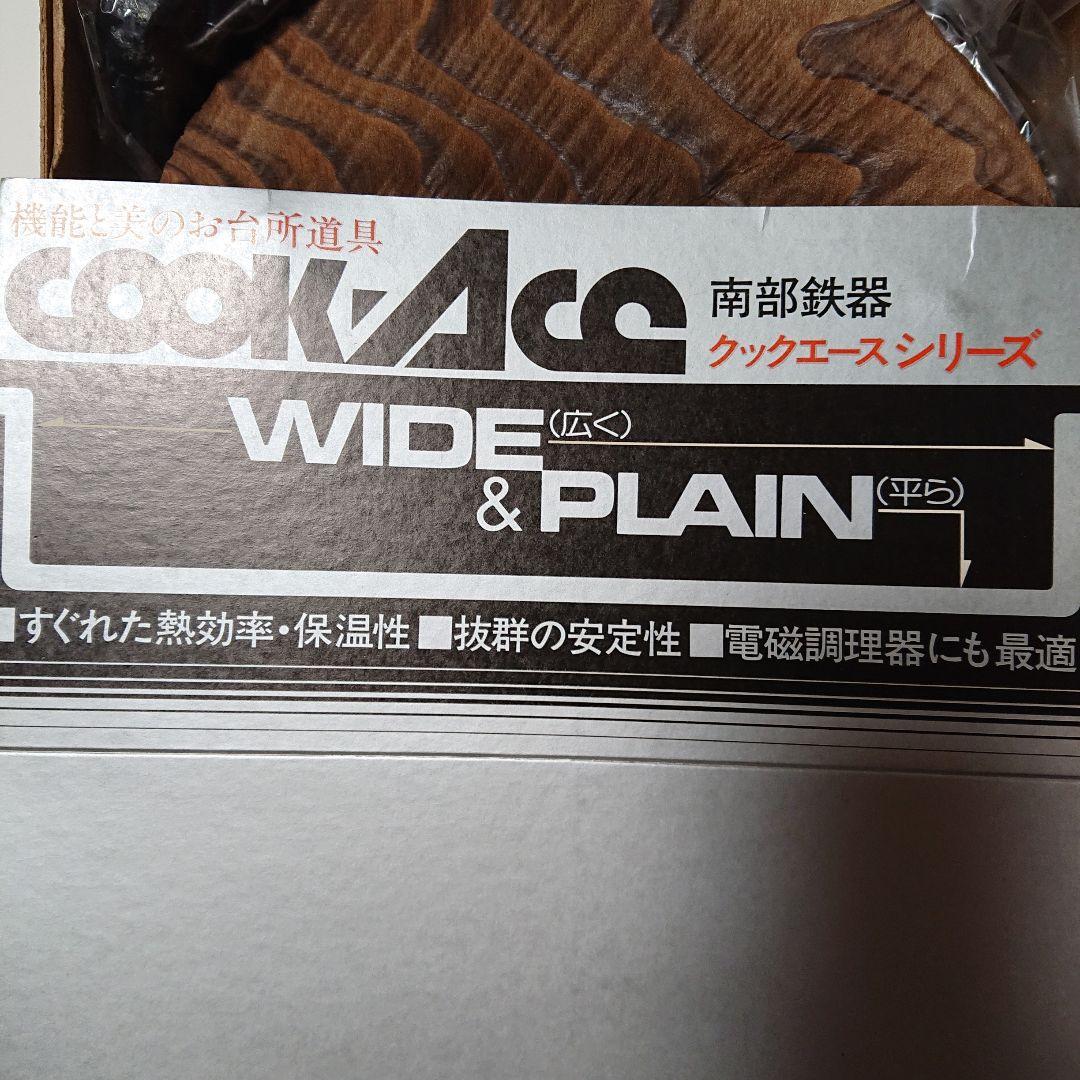 機能と美のお台所道具
COOK・ACE
南部鉄器
クックエースシリーズ
WIDE(広く)
& PLAIN(平ら)
■すぐれた熱効率・保温性 ■抜群の安定性 ■電磁調理器にも最適